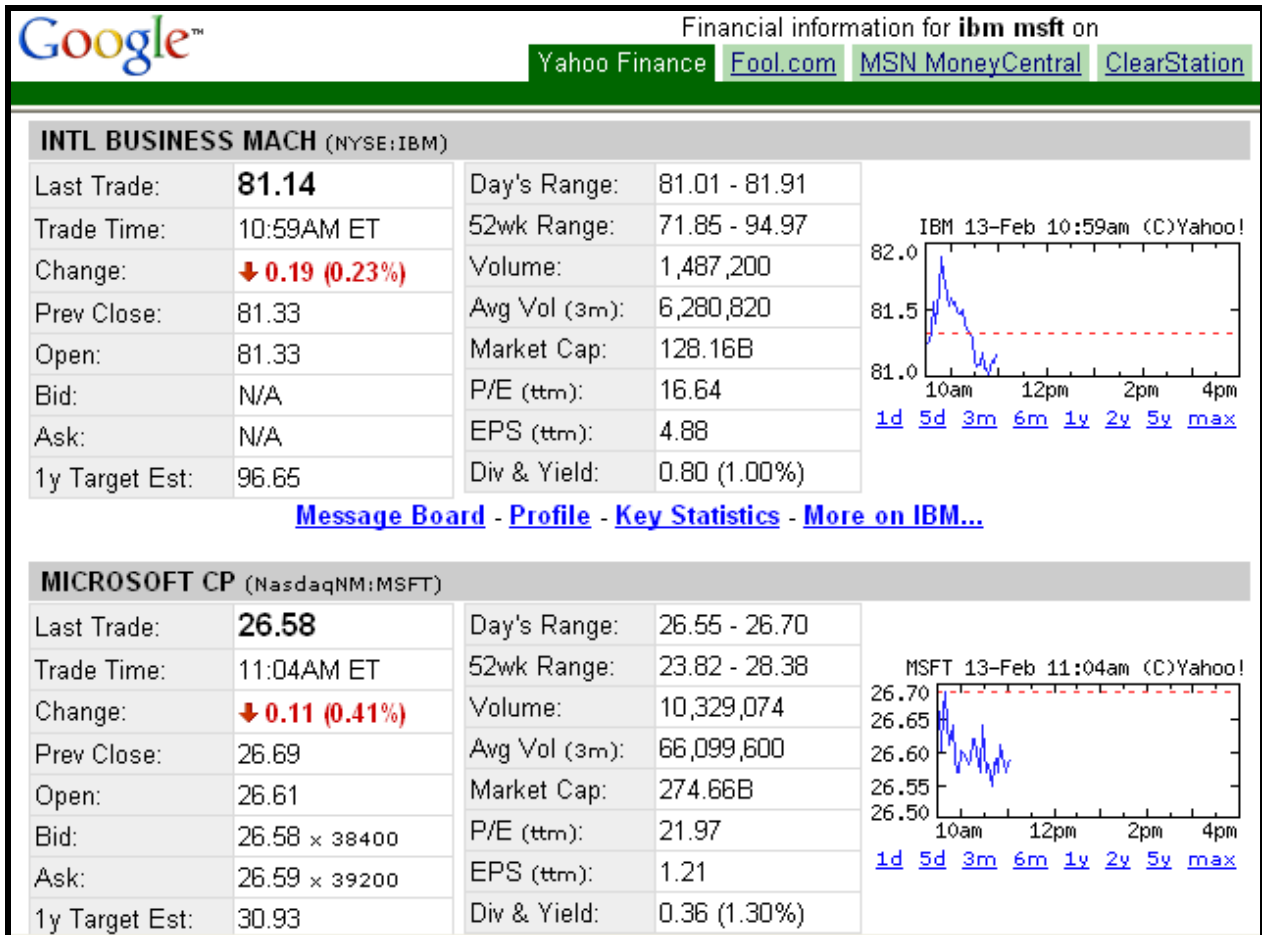 Google™
Financial information for ibm msft on
Yahoo Finance Fool.com MSN MoneyCentral ClearStation
INTL BUSINESS MACH (NYSE:IBM)
Last Trade: 81.14
Trade Time: 10:59AM ET
Change: 0.19 (0.23%)
Prev Close: 81.33
Open: 81.33
Bid: N/A
Ask: N/A
1y Target Est: 96.65
Day's Range: 81.01 - 81.91
52wk Range: 71.85 - 94.97
Volume: 1,487,200
Avg Vol (3m): 6,280,820
Market Cap: 128.16B
P/E (ttm): 16.64
EPS (ttm): 4.88
Div & Yield: 0.80 (1.00%)
IBM 13-Feb 10:59am (C)Yahoo!
82.0
81.5
81.0
10am 12pm 2pm 4pm
1d 5d 3m 6m 1y 2y 5y max
Message Board - Profile - Key Statistics - More on IBM...
MICROSOFT CP (NasdaqNM:MSFT)
Last Trade: 26.58
Trade Time: 11:04AM ET
Change: 0.11 (0.41%)
Prev Close: 26.69
Open: 26.61
Bid: 26.58 x 38400
Ask: 26.59 x 39200
1y Target Est: 30.93
Day's Range: 26.55 - 26.70
52wk Range: 23.82 - 28.38
Volume: 10,329,074
Avg Vol (3m): 66,099,600
Market Cap: 274.66B
P/E (ttm): 21.97
EPS (ttm): 1.21
Div & Yield: 0.36 (1.30%)
MSFT 13-Feb 11:04am (C)Yahoo!
26.70
26.65
26.60
26.55
26.50
10am 12pm 2pm 4pm
1d 5d 3m 6m 1y 2y 5y max